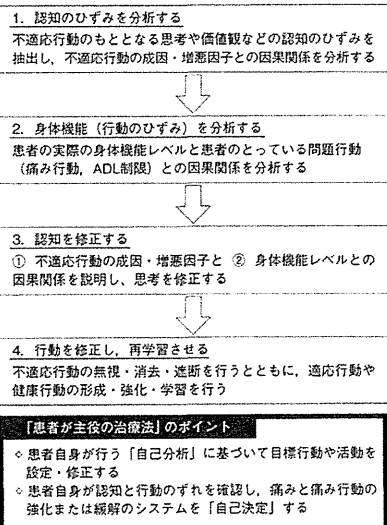 1. 認知のひずみを分析する
不適応行動のもととなる思考や価値観などの認知のひずみを
抽出し，不適応行動の成因・増悪因子との因果関係を分析する
2. 身体機能（行動のひずみ）を分析する
患者の実際の身体機能レベルと患者のとっている問題行動
（痛み行動，ADL制限）との因果関係を分析する
3. 認知を修正する
① 不適応行動の成因・増悪因子と ② 身体機能レベルとの
因果関係を説明し、思考を修正する
4. 行動を修正し，再学習させる
不適応行動の無視・消去・遮断を行うとともに，適応行動や
健康行動の形成・強化・学習を行う
「患者が主役の治療法」のポイント
◇ 患者自身が行う「自己分析」に基づいて目標行動や活動を
設定・修正する
◇ 患者自身が認知と行動のずれを確認し，痛みと痛み行動の
強化または緩解のシステムを「自己決定」する